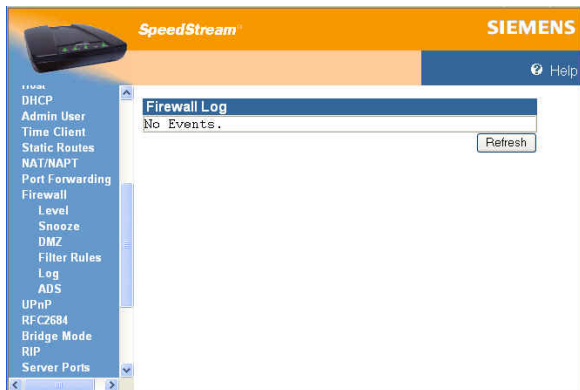 SpeedStream
SIEMENS
Help
Host
DHCP
Admin User
Time Client
Static Routes
NAT/NAPT
Port Forwarding
Firewall
Level
Snooze
DMZ
Filter Rules
Log
ADS
UPnP
RFC2684
Bridge Mode
RIP
Server Ports
Firewall Log
No Events.
Refresh